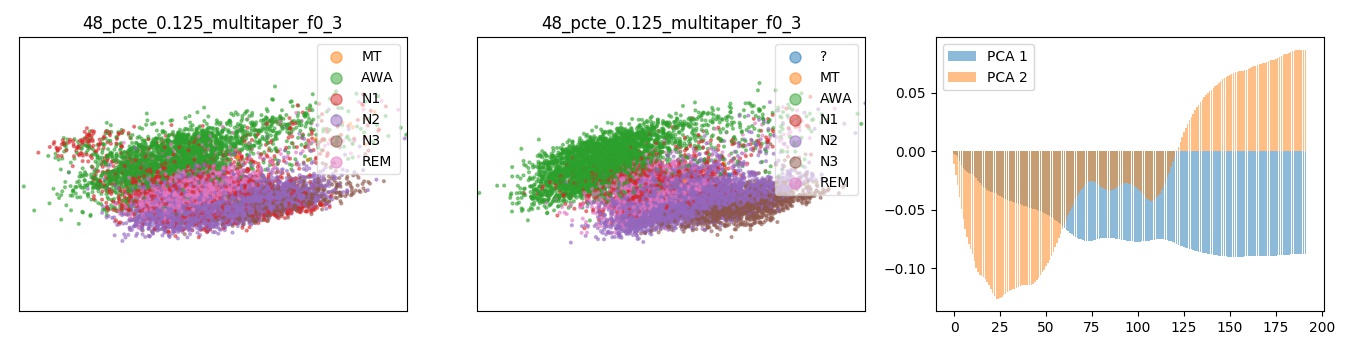 48_pcte_0.125_multitaper_f0_3
MT
AWA
N1
N2
N3
REM
48_pcte_0.125_multitaper_f0_3
?
MT
AWA
N1
N2
N3
REM
PCA 1
PCA 2
0.05
0.00
−0.05
−0.10
0 25 50 75 100 125 150 175 200